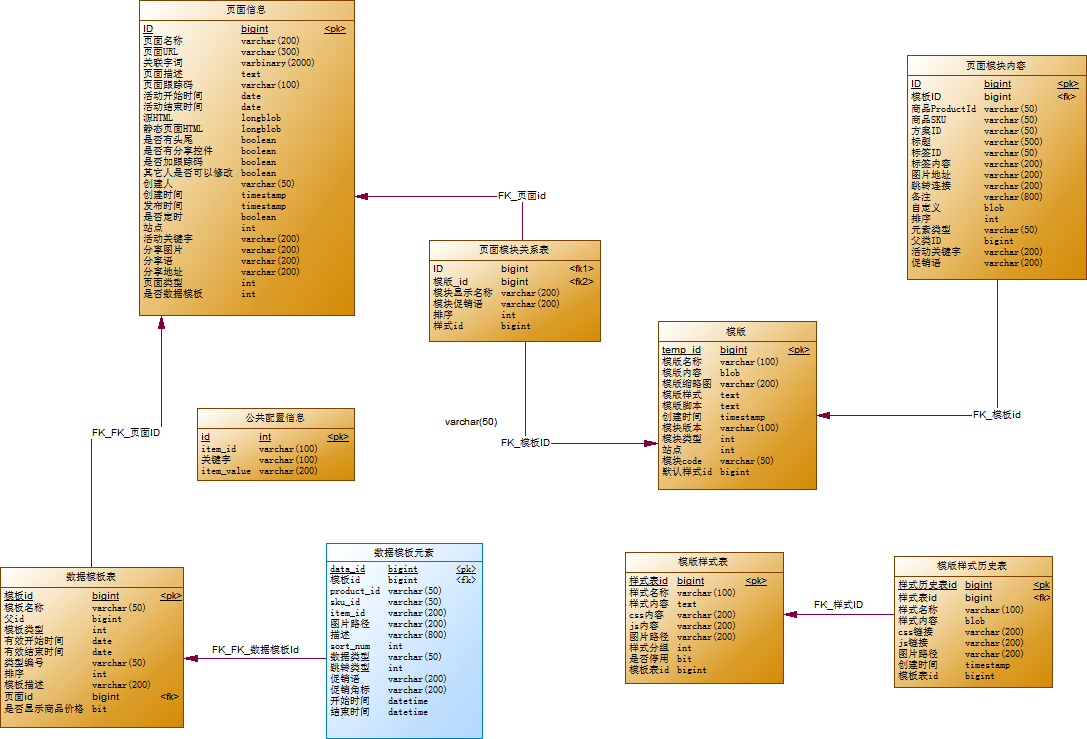 页面信息
ID bigint <pk>
页面名称 varchar(200)
页面URL varchar(300)
关联字词 varbinary(2000)
页面描述 text
页面跟踪码 varchar(100)
活动开始时间 date
活动结束时间 date
源HTML longblob
静态页面HTML longblob
是否有头尾 boolean
是否有分享控件 boolean
是否加跟踪码 boolean
其它人是否可以修改 boolean
创建人 varchar(50)
创建时间 timestamp
发布时间 timestamp
是否定时 boolean
站点 int
活动关键字 varchar(200)
分享图片 varchar(200)
分享语 varchar(200)
分享地址 varchar(200)
页面类型 int
是否数据模板 int
页面模块内容
ID bigint <pk>
模板ID bigint <fk>
商品ProductId varchar(50)
商品SKU varchar(50)
方案ID varchar(50)
标题 varchar(500)
标签ID varchar(50)
标签内容 varchar(200)
图片地址 varchar(200)
跳转连接 varchar(200)
备注 varchar(800)
自定义 blob
排序 int
元素类型 varchar(50)
父类ID bigint
活动关键字 varchar(200)
促销语 varchar(200)
FK_页面id
页面模块关系表
ID bigint <fk1>
模版_id bigint <fk2>
模块显示名称 varchar(200)
模块促销语 varchar(200)
排序 int
样式id bigint
模版
temp_id bigint <pk>
模版名称 varchar(100)
模版内容 blob
模版缩略图 varchar(200)
模版样式 text
模版脚本 text
创建时间 timestamp
模块版本 varchar(100)
模块类型 int
站点 int
模块code varchar(50)
默认样式id bigint
varchar(50)
FK_模板ID
FK_模板id
FK_FK_页面ID
公共配置信息
id int <pk>
item_id varchar(100)
关键字 varchar(100)
item_value varchar(200)
数据模板表
模板id bigint <pk>
模板名称 varchar(50)
父id bigint
模板类型 int
有效开始时间 date
有效结束时间 date
类型编号 varchar(50)
排序 int
模板描述 varchar(200)
页面id bigint <fk>
是否显示商品价格 bit
FK_FK_数据模板Id
数据模板元素
data_id bigint <pk>
模板id bigint <fk>
product_id varchar(50)
sku_id varchar(50)
item_id varchar(200)
图片路径 varchar(200)
描述 varchar(800)
sort_num int
数据类型 varchar(50)
跳转类型 int
促销语 varchar(200)
促销角标 varchar(200)
开始时间 datetime
结束时间 datetime
模版样式表
样式表id bigint <pk>
样式名称 varchar(100)
样式内容 text
css内容 varchar(200)
js内容 varchar(200)
图片路径 varchar(200)
样式分组 int
是否停用 bit
模板表id bigint
FK_样式ID
模版样式历史表
样式历史表id bigint <pk
样式表id bigint <fk>
样式名称 varchar(100)
样式内容 blob
css链接 varchar(200)
js链接 varchar(200)
图片路径 varchar(200)
创建时间 timestamp
模板表id bigint